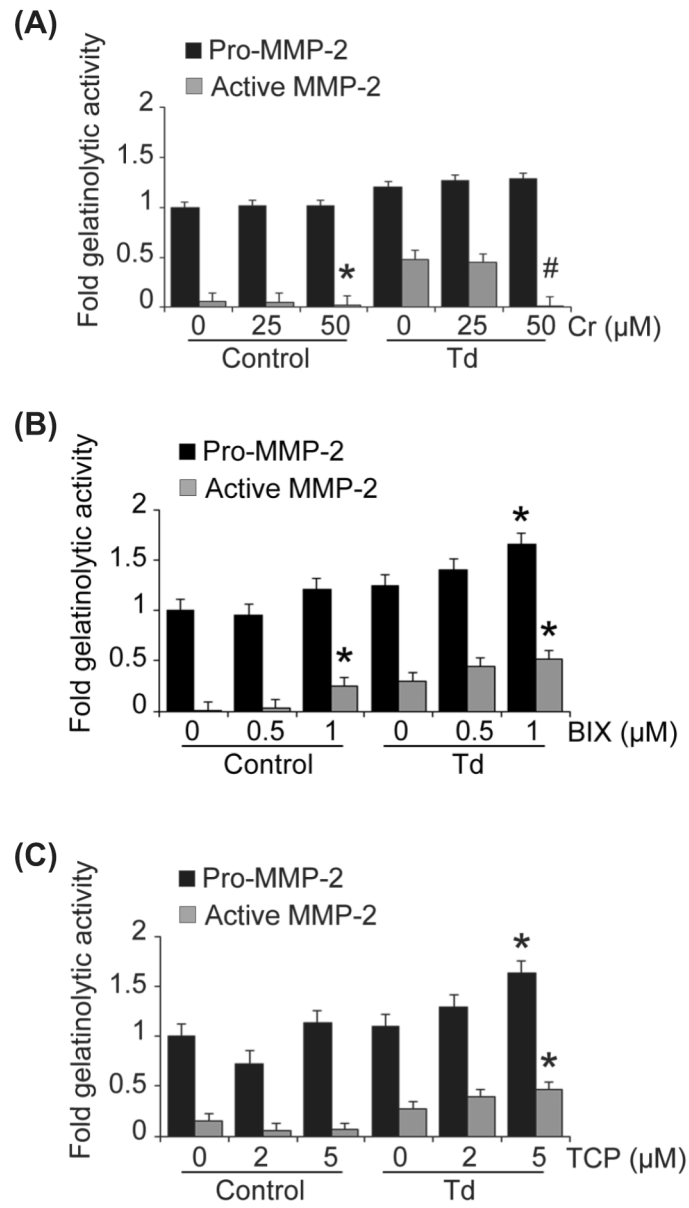 (A)
Pro-MMP-2
Active MMP-2
Fold gelatinolytic activity
2
1.5
1
0.5
0
*
#
0 25 50 0 25 50 Cr (µM)
Control Td
(B)
Pro-MMP-2
Active MMP-2
Fold gelatinolytic activity
2
1.5
1
0.5
0
*
*
*
0 0.5 1 0 0.5 1 BIX (µM)
Control Td
(C)
Pro-MMP-2
Active MMP-2
Fold gelatinolytic activity
2
1.5
1
0.5
0
*
*
0 2 5 0 2 5 TCP (µM)
Control Td